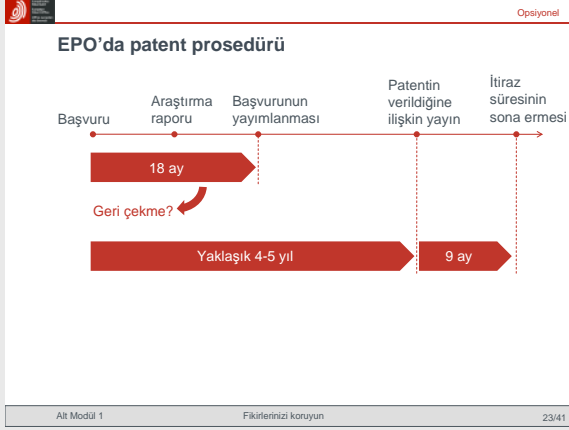 Opsiyonel
EPO’da patent prosedürü
Başvuru
Araştırma
raporu
Başvurunun
yayımlanması
Patentin
verildiğine
ilişkin yayın
İtiraz
süresinin
sona ermesi
18 ay
Geri çekme?
Yaklaşık 4-5 yıl
9 ay
Alt Modül 1
Fikirlerinizi koruyun
23/41